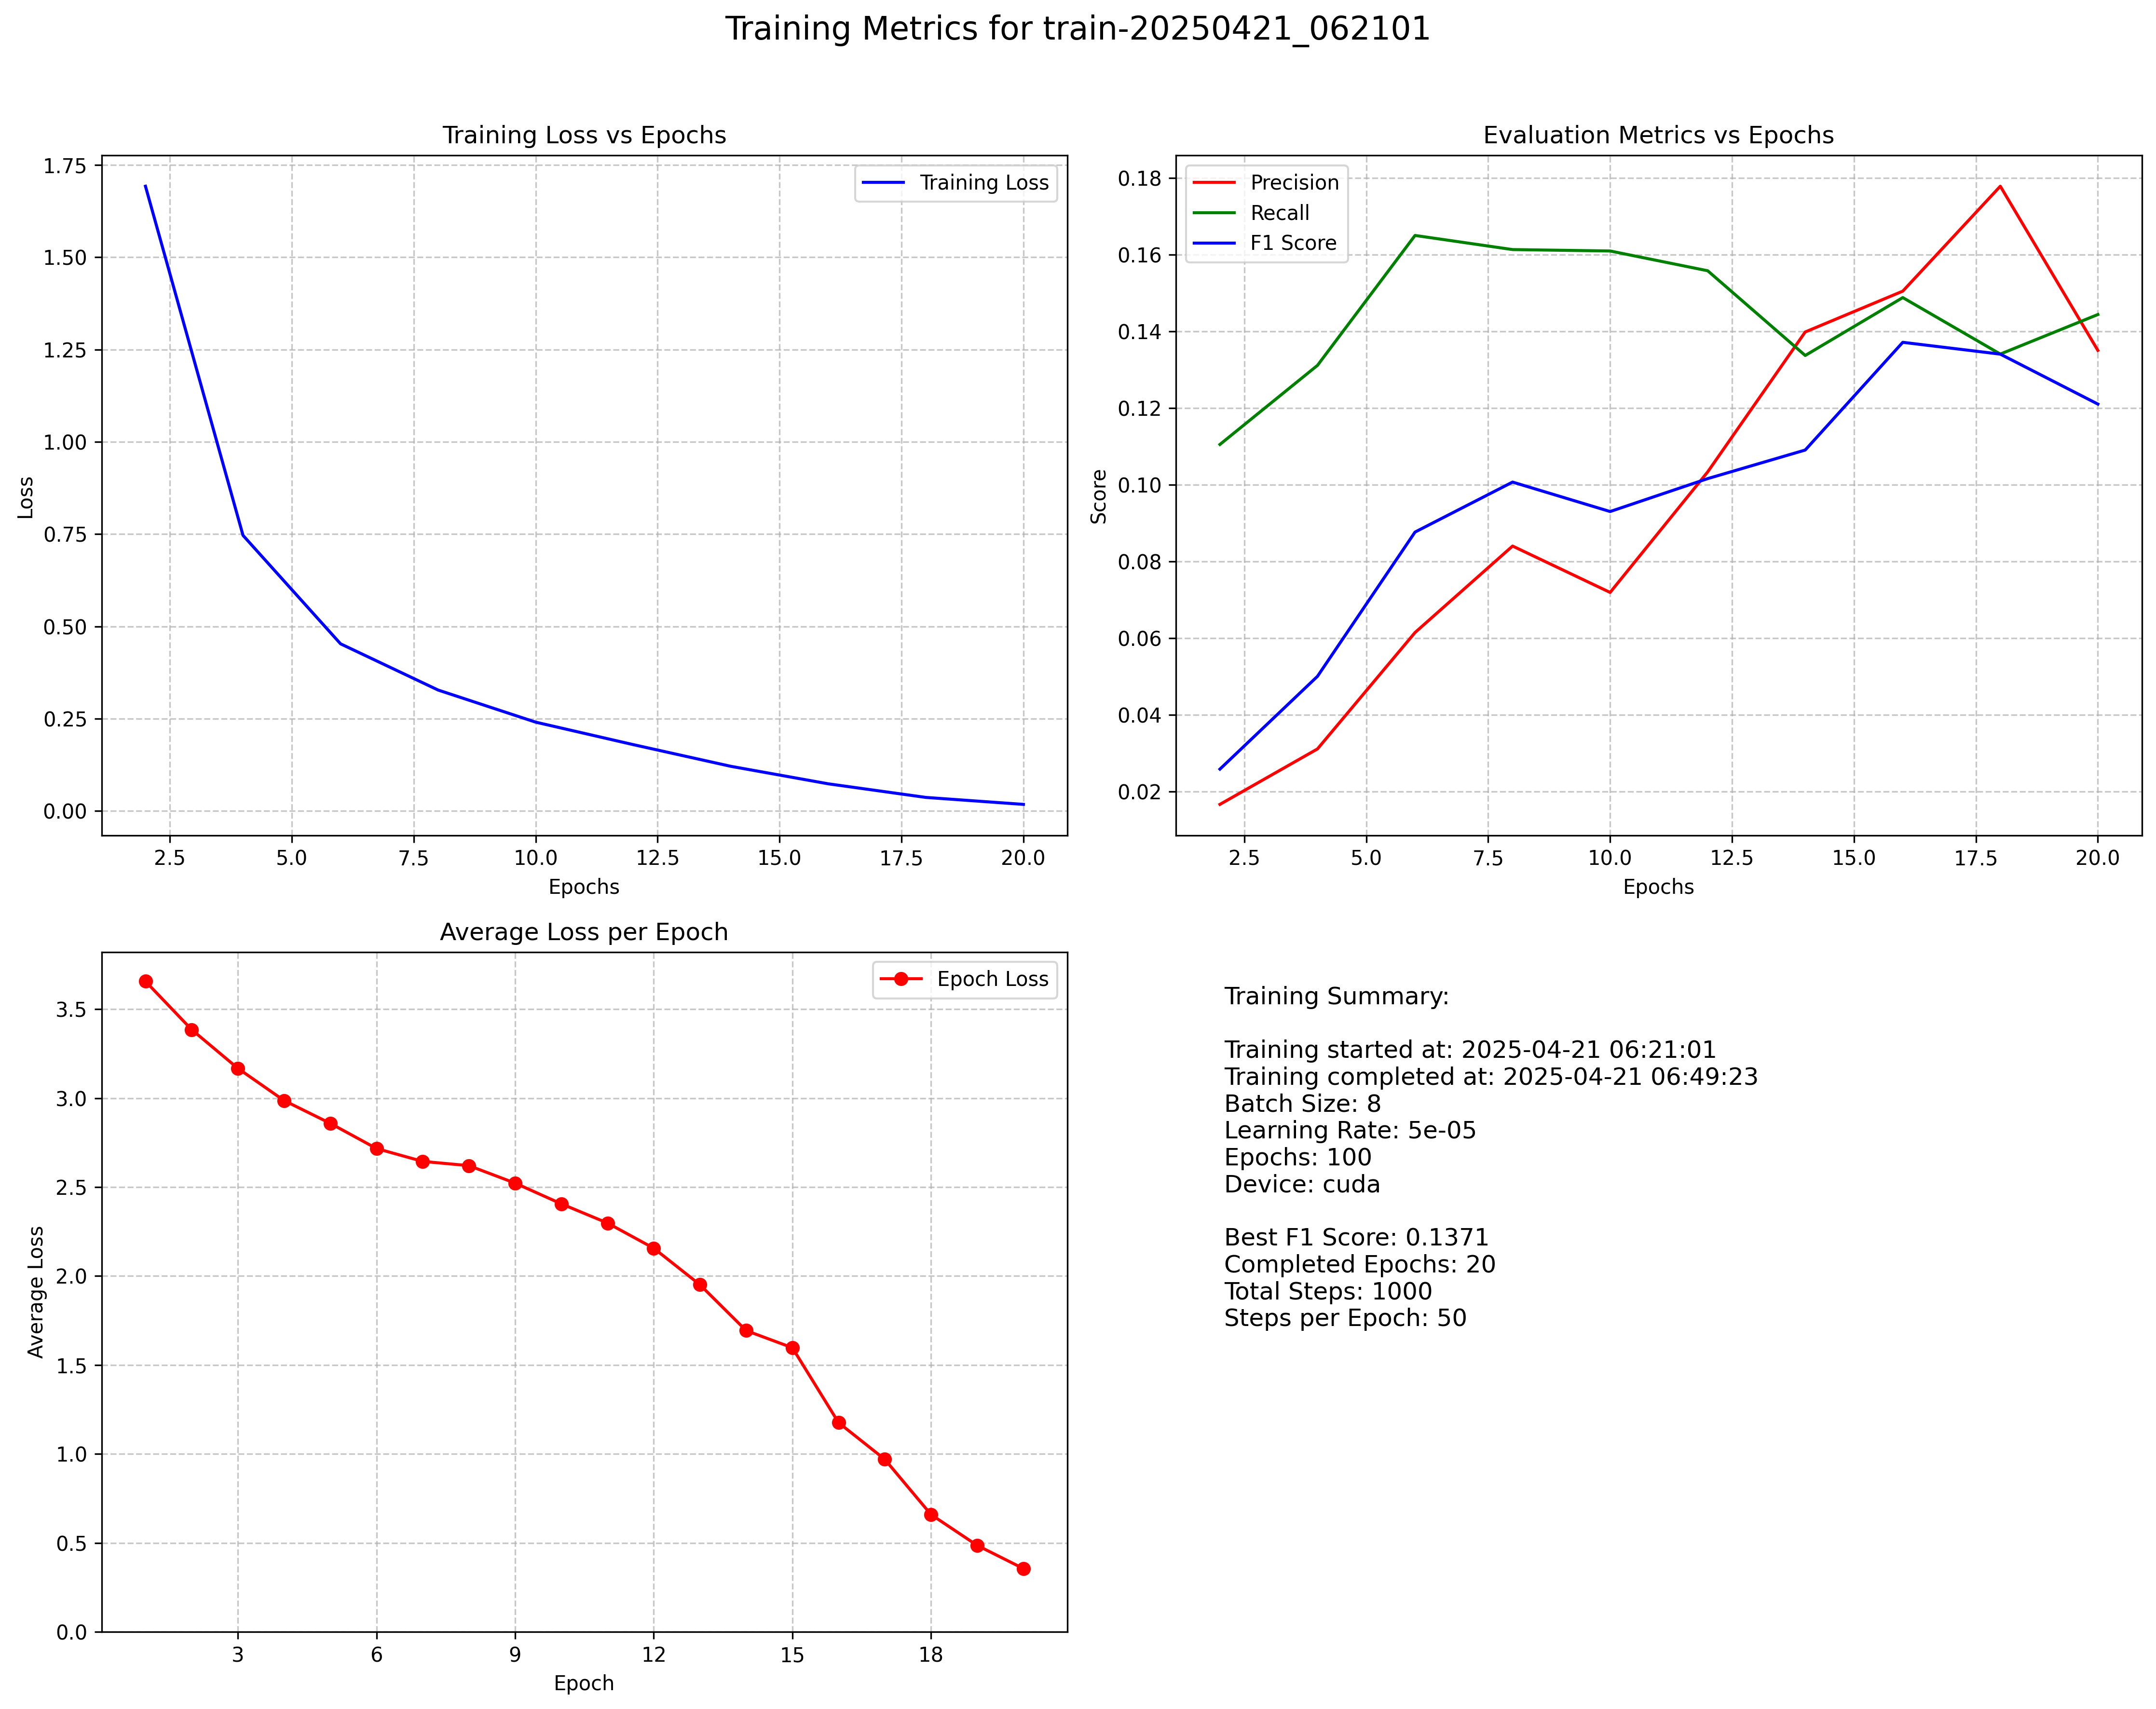 Training Metrics for train-20250421_062101
Training Loss vs Epochs
1.75
1.50
1.25
1.00
0.75
0.50
0.25
0.00
Loss
Training Loss
2.5 5.0 7.5 10.0 12.5 15.0 17.5 20.0
Epochs
Evaluation Metrics vs Epochs
0.18
0.16
0.14
0.12
0.10
0.08
0.06
0.04
0.02
Score
Precision
Recall
F1 Score
2.5 5.0 7.5 10.0 12.5 15.0 17.5 20.0
Epochs
Average Loss per Epoch
3.5
3.0
2.5
2.0
1.5
1.0
0.5
0.0
Average Loss
Epoch Loss
3 6 9 12 15 18
Epoch
Training Summary:
Training started at: 2025-04-21 06:21:01
Training completed at: 2025-04-21 06:49:23
Batch Size: 8
Learning Rate: 5e-05
Epochs: 100
Device: cuda
Best F1 Score: 0.1371
Completed Epochs: 20
Total Steps: 1000
Steps per Epoch: 50